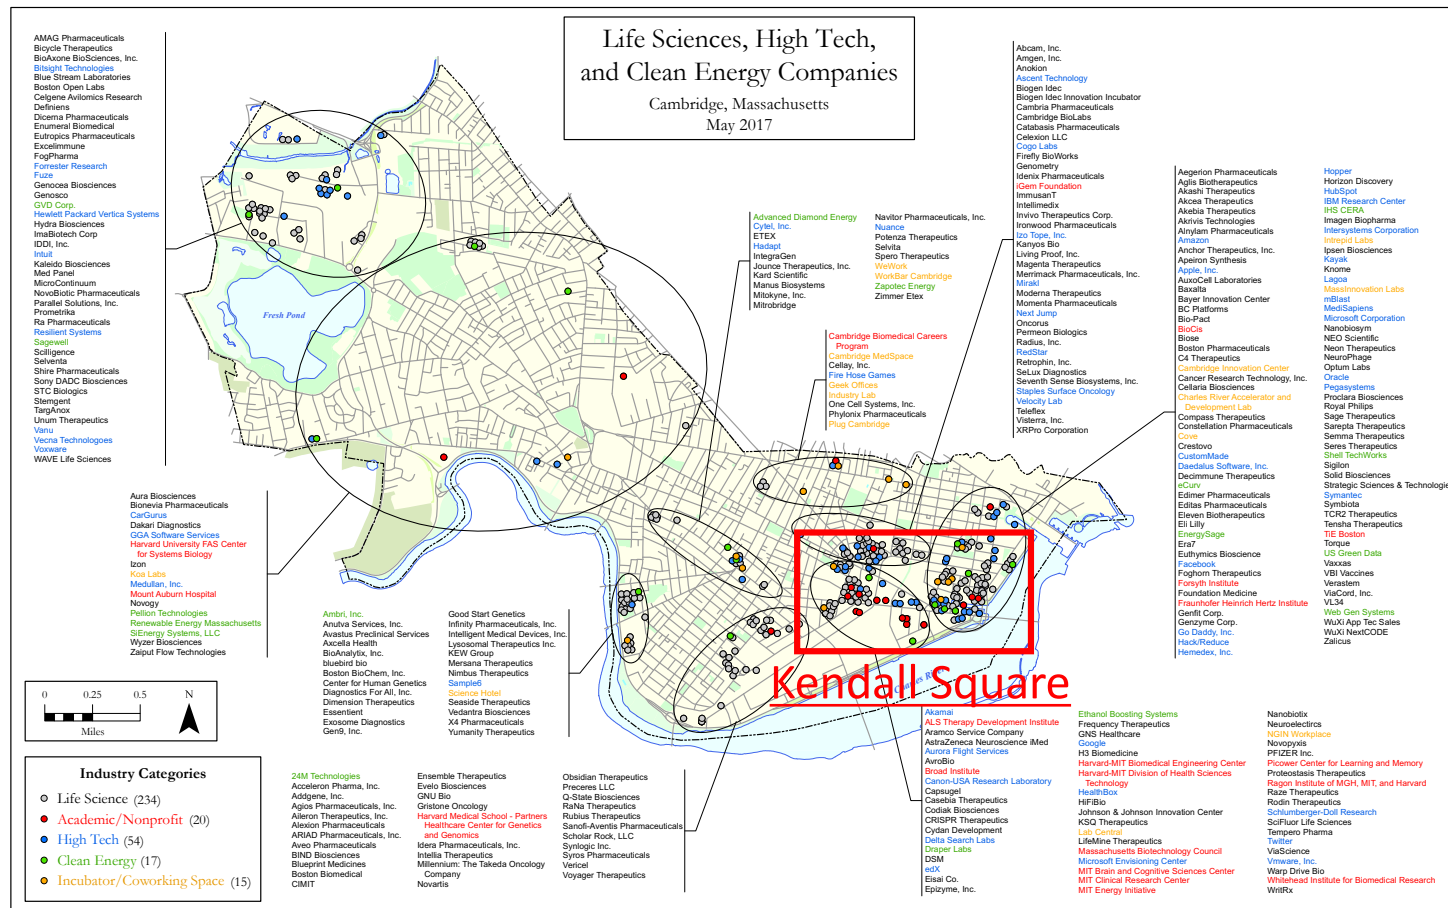 Life Sciences, High Tech,
and Clean Energy Companies
Cambridge, Massachusetts
May 2017
AMAG Pharmaceuticals
Bicycle Therapeutics
BioAxone BioSciences, Inc.
Bitsight Technologies
Blue Stream Laboratories
Boston Open Labs
Celgene Avilomics Research
Definiens
Dicerna Pharmaceuticals
Enumeral Biomedical
Eutropics Pharmaceuticals
Excelimmune
FogPharma
Forrester Research
Fuze
Genocea Biosciences
Genosco
GVD Corp.
Hewlett Packard Vertica Systems
Hydra Biosciences
ImaBiotech Corp
IDDI, Inc.
Intuit
Kaleido Biosciences
Med Panel
MicroContinuum
NovoBiotic Pharmaceuticals
Parallel Solutions, Inc.
Prometrika
Ra Pharmaceuticals
Resilient Systems
Sagewell
Scilligence
Selventa
Shire Pharmaceuticals
Sony DADC Biosciences
STC Biologics
Stemgent
TargAnox
Unum Therapeutics
Vanu
Vecna Technologoes
Voxware
WAVE Life Sciences
Fresh Pond
Aura Biosciences
Bionevia Pharmaceuticals
CarGurus
Dakari Diagnostics
GGA Software Services
Harvard University FAS Center
for Systems Biology
Izon
Koa Labs
Medullan, Inc.
Mount Auburn Hospital
Novogy
Pellion Technologies
Renewable Energy Massachusetts
SiEnergy Systems, LLC
Wyzer Biosciences
Zaiput Flow Technologies
Advanced Diamond Energy
Cytel, Inc.
ETEX
Hadapt
IntegraGen
Jounce Therapeutics, Inc.
Kard Scientific
Manus Biosystems
Mitokyne, Inc.
Mitrobridge
Navitor Pharmaceuticals, Inc.
Nuance
Potenza Therapeutics
Selvita
Spero Therapeutics
WeWork
WorkBar Cambridge
Zapotec Energy
Zimmer Etex
Cambridge Biomedical Careers
Program
Cambridge MedSpace
Cellay, Inc.
Fire Hose Games
Geek Offices
Industry Lab
One Cell Systems, Inc.
Phylonix Pharmaceuticals
Plug Cambridge
Abcam, Inc.
Amgen, Inc.
Anokion
Ascent Technology
Biogen Idec
Biogen Idec Innovation Incubator
Cambria Pharmaceuticals
Cambridge BioLabs
Catabasis Pharmaceuticals
Celexion LLC
Cogo Labs
Firefly BioWorks
Genometry
Idenix Pharmaceuticals
iGem Foundation
ImmusanT
Intellimedix
Invivo Therapeutics Corp.
Ironwood Pharmaceuticals
Izo Tope, Inc.
Kanyos Bio
Living Proof, Inc.
Magenta Therapeutics
Merrimack Pharmaceuticals, Inc.
Mirakl
Moderna Therapeutics
Momenta Pharmaceuticals
Next Jump
Oncorus
Permeon Biologics
Radius, Inc.
RedStar
Retrophin, Inc.
SeLux Diagnostics
Seventh Sense Biosystems, Inc.
Staples Surface Oncology
Velocity Lab
Teleflex
Visterra, Inc.
XRPro Corporation
Aegerion Pharmaceuticals
Aglis Biotherapeutics
Akashi Therapeutics
Akcea Therapeutics
Akebia Therapeutics
Akrivis Technologies
Alnylam Pharmaceuticals
Amazon
Anchor Therapeutics, Inc.
Apeiron Synthesis
Apple, Inc.
AuxoCell Laboratories
Baxalta
Bayer Innovation Center
BC Platforms
Bio-Pact
BioCis
Biose
Boston Pharmaceuticals
C4 Therapeutics
Cambridge Innovation Center
Cancer Research Technology, Inc.
Cellaria Biosciences
Charles River Accelerator and
Development Lab
Compass Therapeutics
Constellation Pharmaceuticals
Cove
Crestovo
CustomMade
Daedalus Software, Inc.
Decimmune Therapeutics
eCurv
Edimer Pharmaceuticals
Editas Pharmaceuticals
Eleven Biotherapeutics
Eli Lilly
EnergySage
Era7
Euthymics Bioscience
Facebook
Foghorn Therapeutics
Forsyth Institute
Foundation Medicine
Fraunhofer Heinrich Hertz Institute
Genfit Corp.
Genzyme Corp.
Go Daddy, Inc.
Hack/Reduce
Hemedex, Inc.
Hopper
Horizon Discovery
HubSpot
IBM Research Center
IHS CERA
Imagen Biopharma
Intersystems Corporation
Intrepid Labs
Ipsen Biosciences
Kayak
Knome
Lagoa
MassInnovation Labs
mBlast
MediSapiens
Microsoft Corporation
Nanobiosym
NEO Scientific
Neon Therapeutics
NeuroPhage
Optum Labs
Oracle
Pegasystems
Proclara Biosciences
Royal Philips
Sage Therapeutics
Sarepta Therapeutics
Semma Therapeutics
Seres Therapeutics
Shell TechWorks
Sigilon
Solid Biosciences
Strategic Sciences & Technologie
Symantec
Symbiota
TCR2 Therapeutics
Tensha Therapeutics
TiE Boston
Torque
US Green Data
Vaxxas
VBI Vaccines
Verastem
ViaCord, Inc.
VL34
Web Gen Systems
WuXi App Tec Sales
WuXi NextCODE
Zalicus
Ambri, Inc.
Anutva Services, Inc.
Avastus Preclinical Services
Axcella Health
BioAnalytix, Inc.
bluebird bio
Boston BioChem, Inc.
Center for Human Genetics
Diagnostics For All, Inc.
Dimension Therapeutics
Essentient
Exosome Diagnostics
Gen9, Inc.
Good Start Genetics
Infinity Pharmaceuticals, Inc.
Intelligent Medical Devices, Inc.
Lysosomal Therapeutics Inc.
KEW Group
Mersana Therapeutics
Nimbus Therapeutics
Sample6
Science Hotel
Seaside Therapeutics
Vedantra Biosciences
X4 Pharmaceuticals
Yumanity Therapeutics
Charles River
Kendall Square
0 0.25 0.5
Miles
N
Industry Categories
Life Science (234)
Academic/Nonprofit (20)
High Tech (54)
Clean Energy (17)
Incubator/Coworking Space (15)
24M Technologies
Acceleron Pharma, Inc.
Addgene, Inc.
Agios Pharmaceuticals, Inc.
Aileron Therapeutics, Inc.
Alexion Pharmaceuticals
ARIAD Pharmaceuticals, Inc.
Aveo Pharmaceuticals
BIND Biosciences
Blueprint Medicines
Boston Biomedical
CIMIT
Ensemble Therapeutics
Evelo Biosciences
GNU Bio
Gristone Oncology
Harvard Medical School - Partners
Healthcare Center for Genetics
and Genomics
Idera Pharmaceuticals, Inc.
Intellia Therapeutics
Millennium: The Takeda Oncology
Company
Novartis
Obsidian Therapeutics
Preceres LLC
Q-State Biosciences
RaNa Therapeutics
Rubius Therapeutics
Sanofi-Aventis Pharmaceuticals
Scholar Rock, LLC
Synlogic Inc.
Syros Pharmaceuticals
Vericel
Voyager Therapeutics
Akamai
ALS Therapy Development Institute
Aramco Service Company
AstraZeneca Neuroscience iMed
Aurora Flight Services
AvroBio
Broad Institute
Canon-USA Research Laboratory
Capsugel
Casebia Therapeutics
Codiak Biosciences
CRISPR Therapeutics
Cydan Development
Delta Search Labs
Draper Labs
DSM
edX
Eisai Co.
Epizyme, Inc.
Ethanol Boosting Systems
Frequency Therapeutics
GNS Healthcare
Google
H3 Biomedicine
Harvard-MIT Biomedical Engineering Center
Harvard-MIT Division of Health Sciences
Technology
HealthBox
HiFiBio
Johnson & Johnson Innovation Center
KSQ Therapeutics
Lab Central
LifeMine Therapeutics
Massachusetts Biotechnology Council
Microsoft Envisioning Center
MIT Brain and Cognitive Sciences Center
MIT Clinical Research Center
MIT Energy Initiative
Nanobiotix
Neuroelectircs
NGIN Workplace
Novopyxis
PFIZER Inc.
Picower Center for Learning and Memory
Proteostasis Therapeutics
Ragon Institute of MGH, MIT, and Harvard
Raze Therapeutics
Rodin Therapeutics
Schlumberger-Doll Research
SciFluor Life Sciences
Tempero Pharma
Twitter
ViaScience
Vmware, Inc.
Warp Drive Bio
Whitehead Institute for Biomedical Research
WritRx